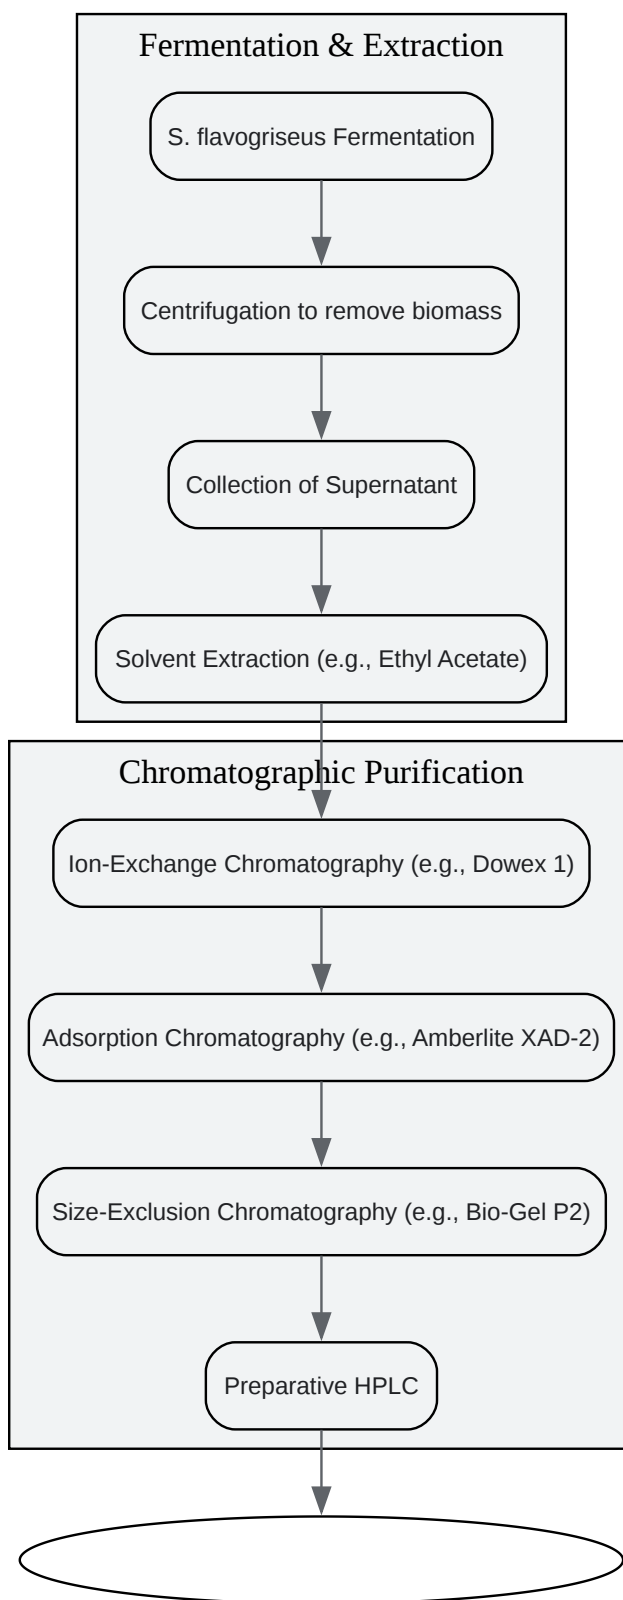 Fermentation & Extraction
S. flavogriseus Fermentation
Centrifugation to remove biomass
Collection of Supernatant
Solvent Extraction (e.g., Ethyl Acetate)
Chromatographic Purification
Ion-Exchange Chromatography (e.g., Dowex 1)
Adsorption Chromatography (e.g., Amberlite XAD-2)
Size-Exclusion Chromatography (e.g., Bio-Gel P2)
Preparative HPLC